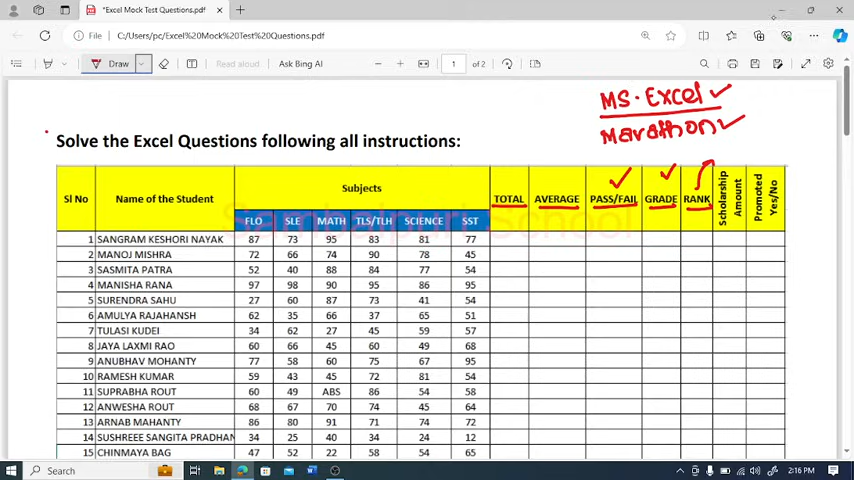 *Excel Mock Test Questions.pdf
C:/Users/pc/Excel%20Mock%20Test%20Questions.pdf
Draw
Read aloud
Ask Bing AI
1
of 2
MS. Excel
Marathon
Solve the Excel Questions following all instructions:
Sl No Name of the Student Subjects TOTAL AVERAGE PASS/FAIL GRADE RANK Scholarship Amount Promoted Yes/No
FLO SLE MATH TLS/TLH SCIENCE SST
1 SANGRAM KESHORI NAYAK 87 73 95 83 81 77
2 MANOJ MISHRA 72 66 74 90 78 45
3 SASMITA PATRA 52 40 88 84 77 54
4 MANISHA RANA 97 98 90 95 86 95
5 SURENDRA SAHU 27 60 87 73 41 54
6 AMULYA RAJAHANSH 62 35 66 37 65 51
7 TULASI KUDEI 34 62 27 45 59 57
8 JAYA LAXMI RAO 60 66 45 60 49 68
9 ANUBHAV MOHANTY 77 58 60 75 67 95
10 RAMESH KUMAR 59 43 45 72 81 54
11 SUPRABHA ROUT 60 49 ABS 86 54 58
12 ANWESHA ROUT 68 67 70 74 45 64
13 ARNAB MAHANTY 86 80 91 71 74 72
14 SUSHREEE SANGITA PRADHAN 34 25 40 34 24 12
15 CHINMAYA BAG 47 52 22 58 54 65
Sambalpuri School
Search
2:16 PM